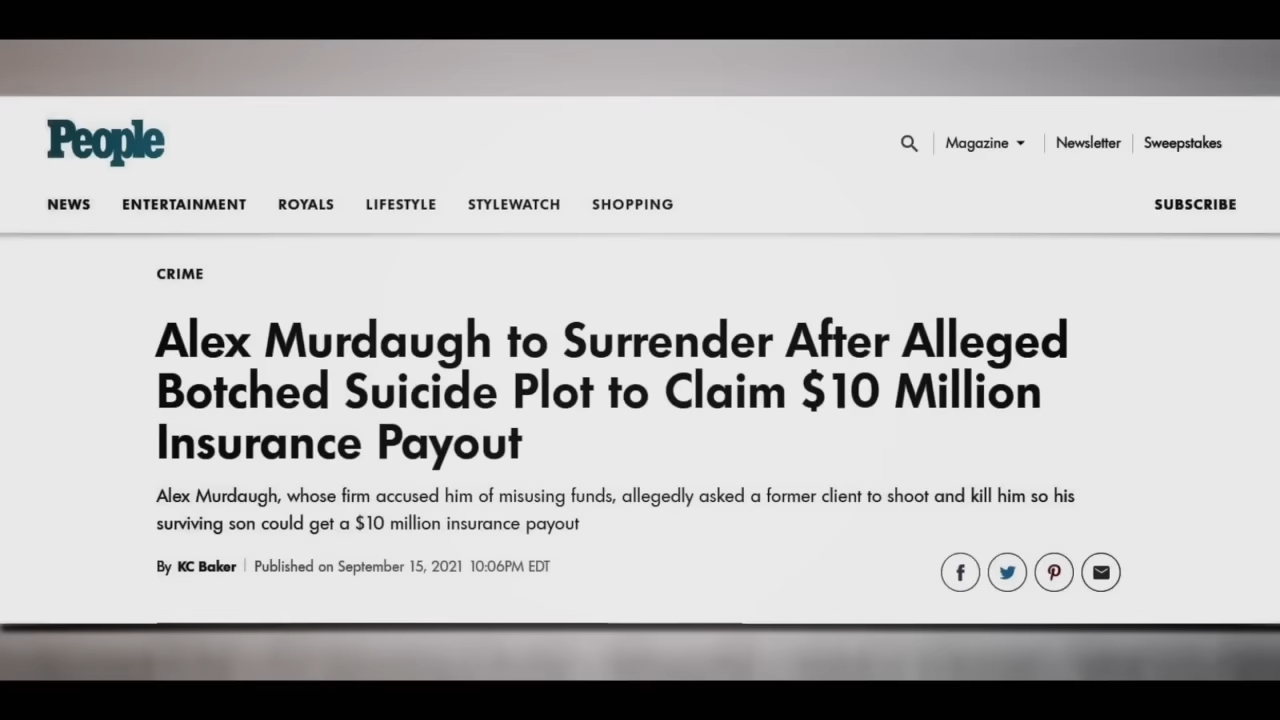 People
Magazine
Newsletter
Sweepstakes
NEWS ENTERTAINMENT ROYALS LIFESTYLE STYLEWATCH SHOPPING SUBSCRIBE
CRIME
Alex Murdaugh to Surrender After Alleged
Botched Suicide Plot to Claim $10 Million
Insurance Payout
Alex Murdaugh, whose firm accused him of misusing funds, allegedly asked a former client to shoot and kill him so his
surviving son could get a $10 million insurance payout
By KC Baker | Published on September 15, 2021 10:06PM EDT